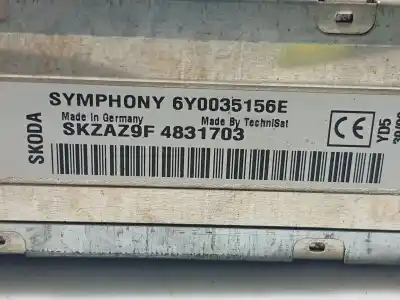 SYMPHONY 6Y0035156E
Made in Germany Made By TechniSat
SKZAZ9F 4831703
SKODA
CE
YD5